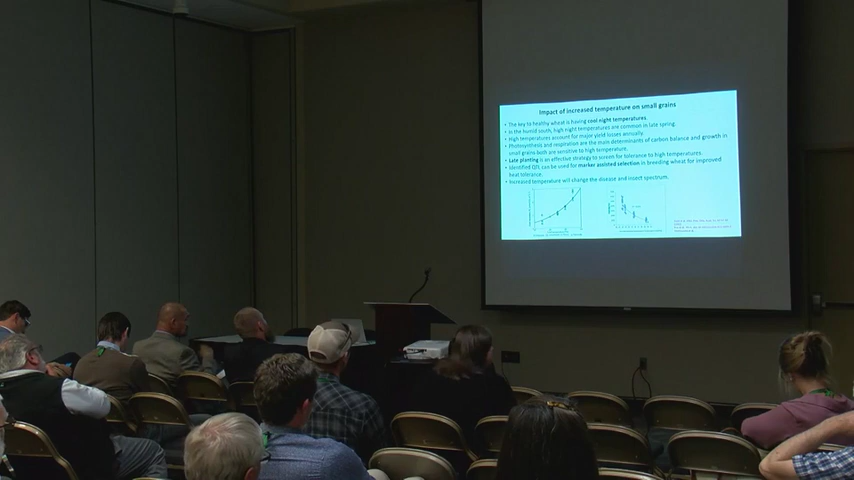 Impact of increased temperature on small grains
• The key to healthy wheat is having cool night temperatures.
• In the humid south, high night temperatures are common in late spring.
• High temperatures account for major yield losses annually.
• Photosynthesis and respiration are the main determinants of carbon balance and growth in
small grains both are sensitive to high temperature.
• Late planting is an effective strategy to screen for tolerance to high temperatures.
• Identified QTL can be used for marker assisted selection in breeding wheat for improved
heat tolerance.
• Increased temperature will change the disease and insect spectrum.